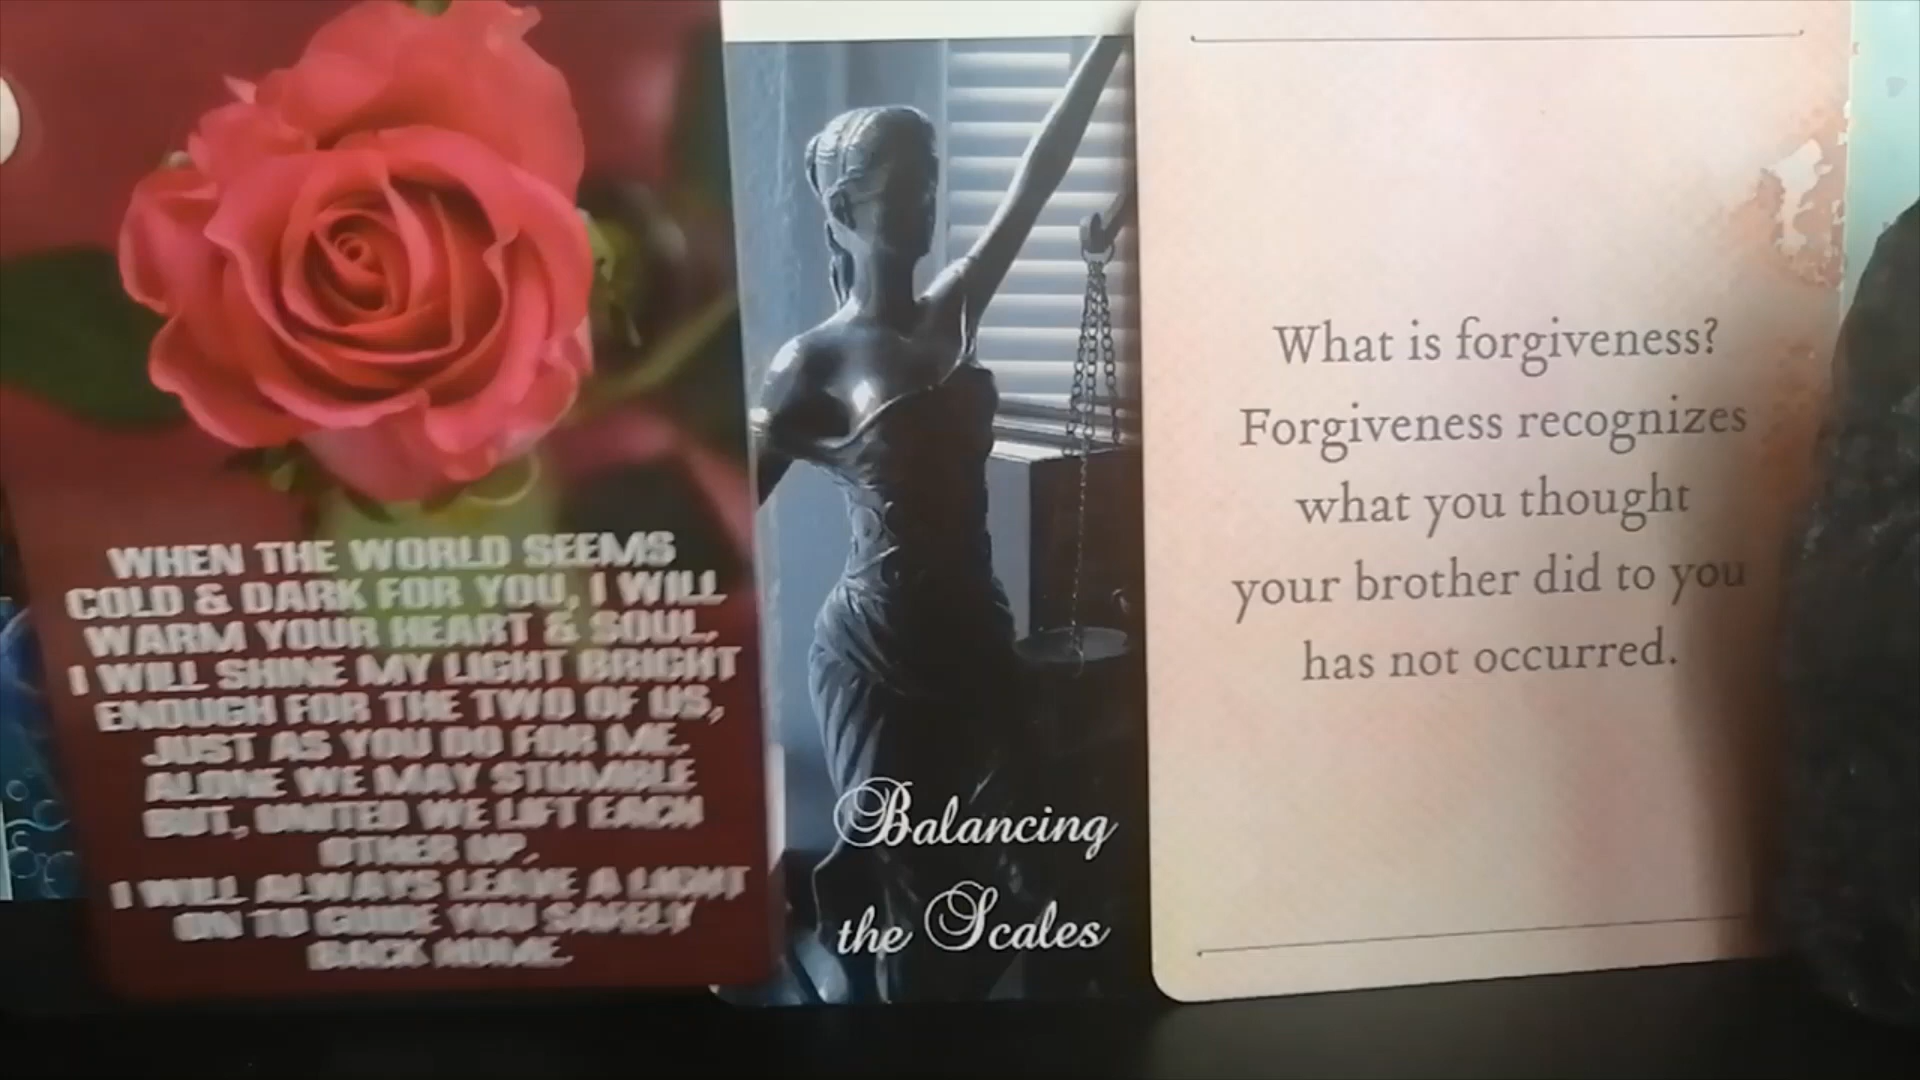 WHEN THE WORLD SEEMS
COLD & DARK FOR YOU, I WILL
WARM YOUR HEART & SOUL.
I WILL SHINE MY LIGHT BRIGHT
ENOUGH FOR THE TWO OF US,
JUST AS YOU DO FOR ME.
ALONE WE MAY STUMBLE
BUT, UNITED WE LIFT EACH
OTHER UP.
I WILL ALWAYS LEAVE A LIGHT
ON TO GUIDE YOU SAFELY
BACK HOME.
Balancing
the Scales
What is forgiveness?
Forgiveness recognizes
what you thought
your brother did to you
has not occurred.